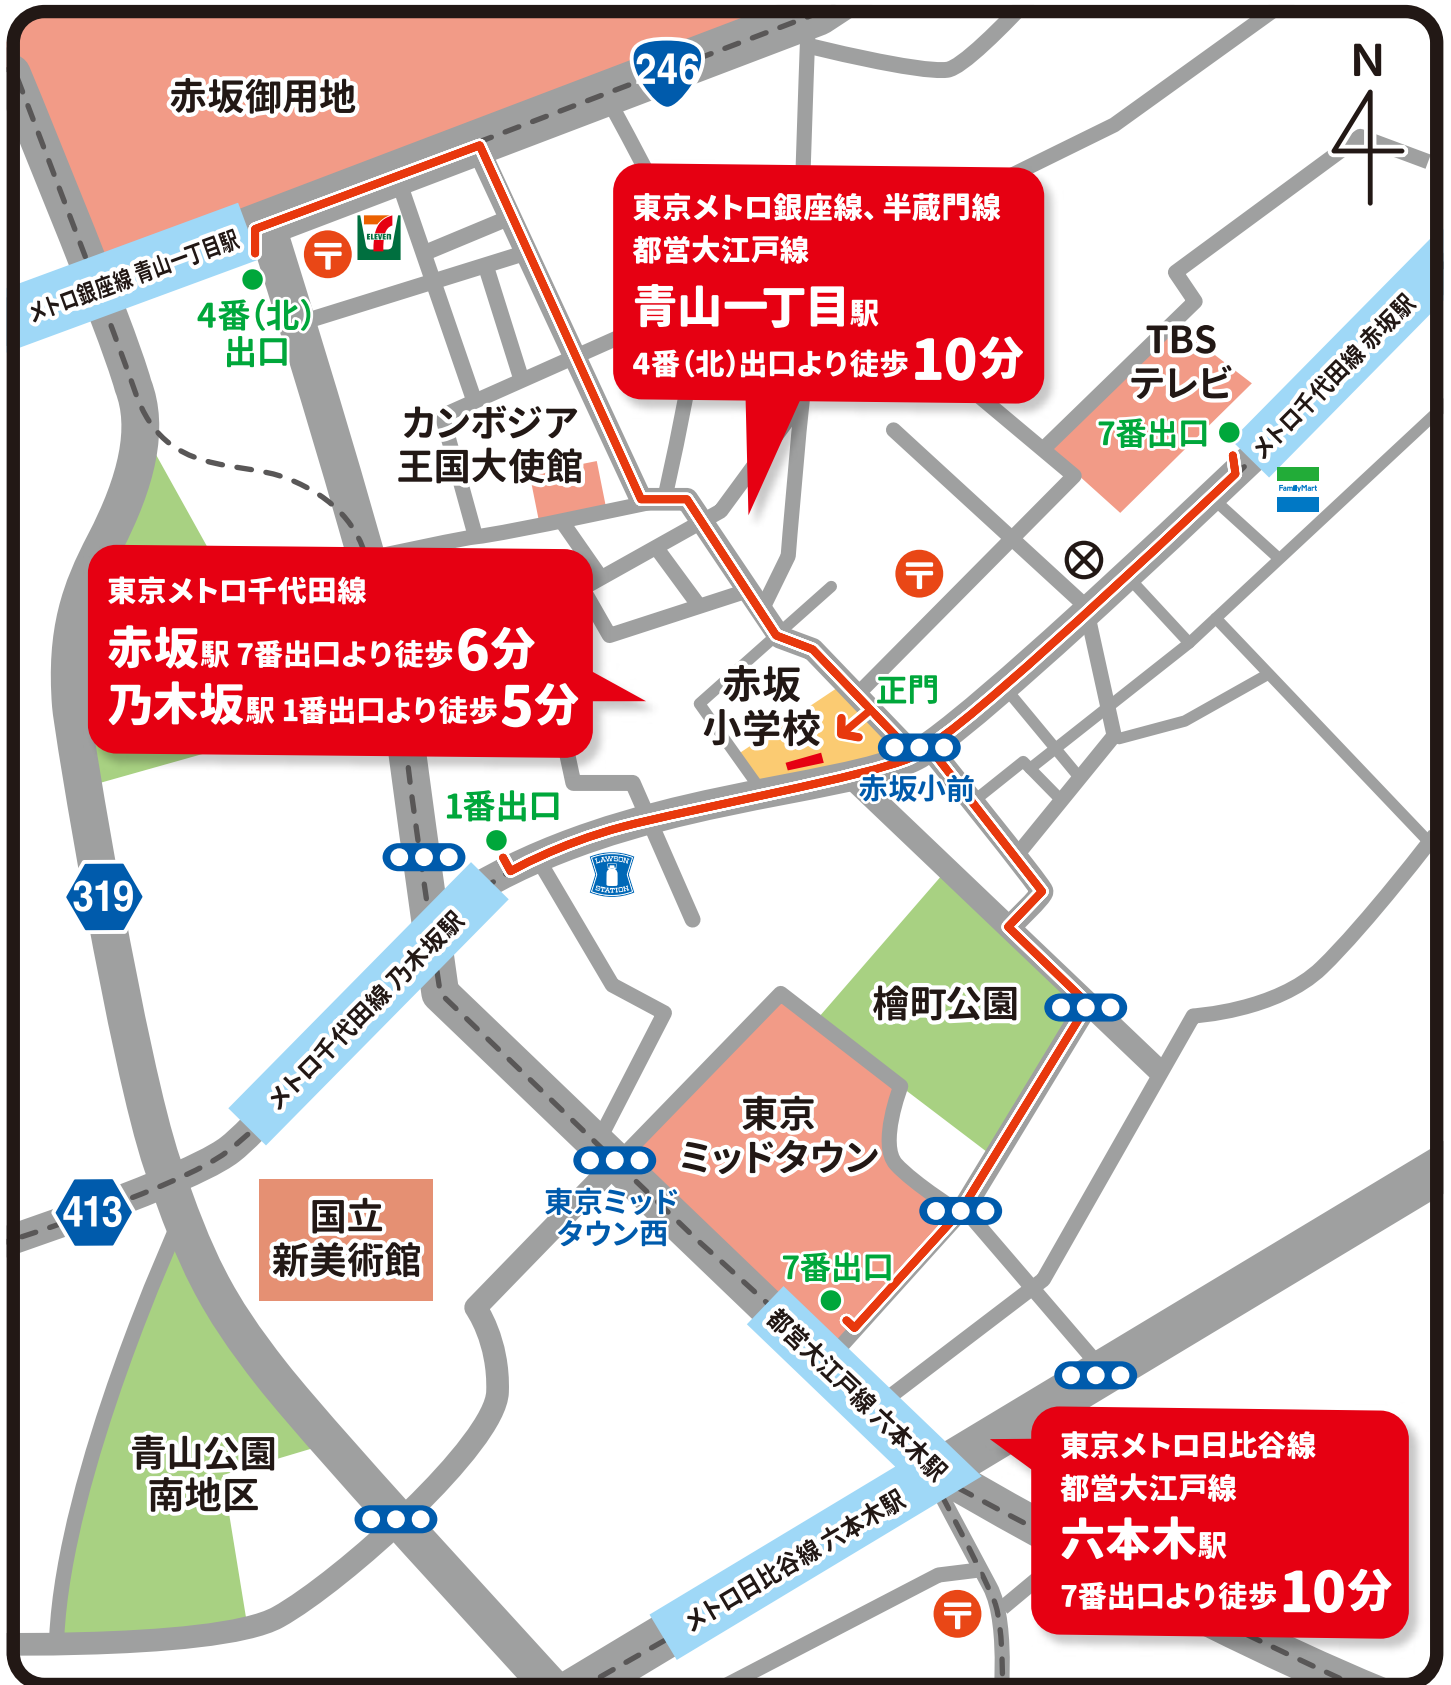 赤坂御用地
246
N
メトロ銀座線 青山一丁目駅
ELEVEN
4番(北)
出口
東京メトロ銀座線、半蔵門線
都営大江戸線
青山一丁目駅
4番(北)出口より徒歩10分
TBS
テレビ
7番出口
メトロ千代田線 赤坂駅
FamilyMart
カンボジア
王国大使館
東京メトロ千代田線
赤坂駅 7番出口より徒歩6分
乃木坂駅 1番出口より徒歩5分
赤坂
小学校
正門
赤坂小前
1番出口
LAWSON
STATION
319
メトロ千代田線 乃木坂駅
檜町公園
東京
ミッドタウン
413
国立
新美術館
東京ミッド
タウン西
7番出口
都営大江戸線 六本木駅
青山公園
南地区
メトロ日比谷線 六本木駅
東京メトロ日比谷線
都営大江戸線
六本木駅
7番出口より徒歩10分